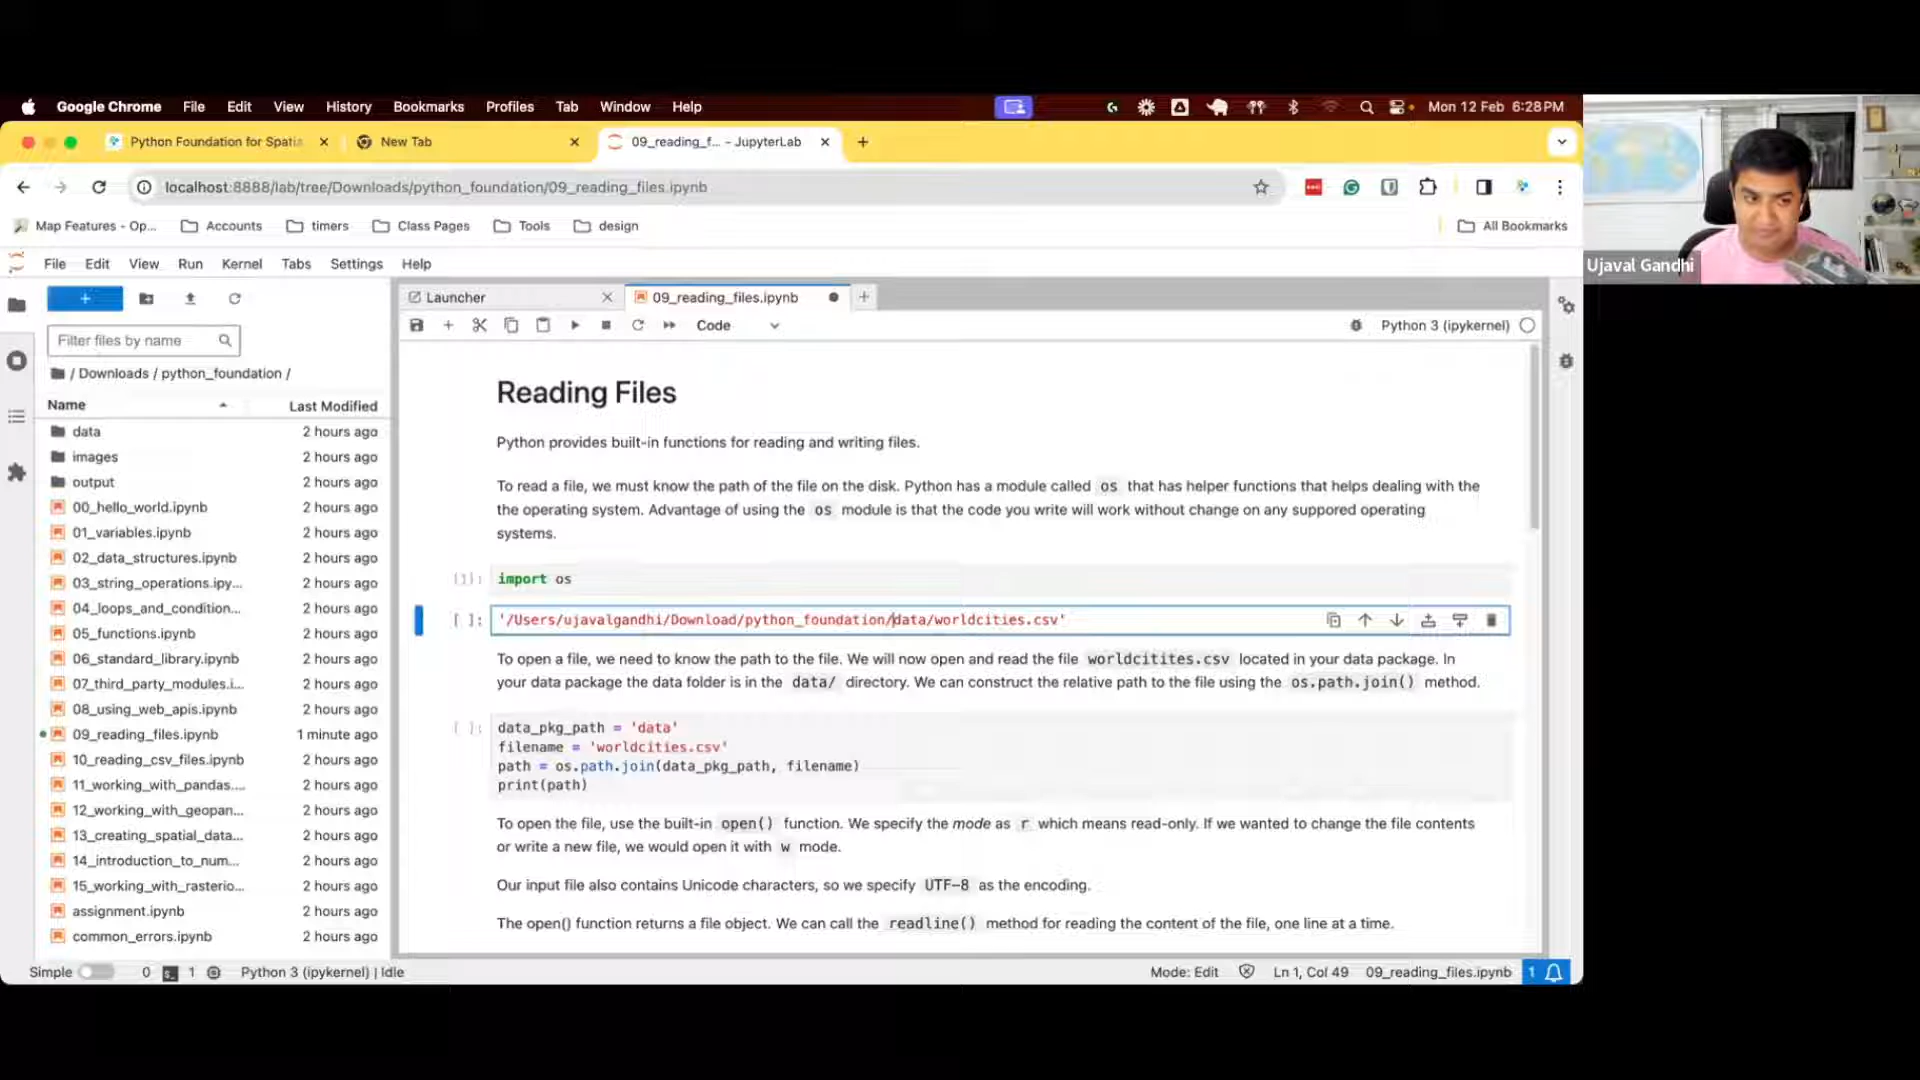 Google Chrome File Edit View History Bookmarks Profiles Tab Window Help Mon 12 Feb 6:28 PM
Python Foundation for Spatia New Tab 09_reading_f... - JupyterLab
localhost:8888/lab/tree/Downloads/python_foundation/09_reading_files.ipynb
Map Features - Op... Accounts timers Class Pages Tools design All Bookmarks
Ujaval Gandhi
File Edit View Run Kernel Tabs Settings Help
Launcher 09_reading_files.ipynb
Code Python 3 (ipykernel)
Filter files by name
/ Downloads / python_foundation /
Name Last Modified
data 2 hours ago
images 2 hours ago
output 2 hours ago
00_hello_world.ipynb 2 hours ago
01_variables.ipynb 2 hours ago
02_data_structures.ipynb 2 hours ago
03_string_operations.ipy... 2 hours ago
04_loops_and_condition... 2 hours ago
05_functions.ipynb 2 hours ago
06_standard_library.ipynb 2 hours ago
07_third_party_modules.i... 2 hours ago
08_using_web_apis.ipynb 2 hours ago
09_reading_files.ipynb 1 minute ago
10_reading_csv_files.ipynb 2 hours ago
11_working_with_pandas.... 2 hours ago
12_working_with_geopan... 2 hours ago
13_creating_spatial_data... 2 hours ago
14_introduction_to_num... 2 hours ago
15_working_with_rasterio... 2 hours ago
assignment.ipynb 2 hours ago
common_errors.ipynb 2 hours ago
Reading Files
Python provides built-in functions for reading and writing files.
To read a file, we must know the path of the file on the disk. Python has a module called os that has helper functions that helps dealing with the
the operating system. Advantage of using the os module is that the code you write will work without change on any suppored operating
systems.
[1]: import os
[ ]: '/Users/ujavalgandhi/Download/python_foundation/data/worldcities.csv'
To open a file, we need to know the path to the file. We will now open and read the file worldcitites.csv located in your data package. In
your data package the data folder is in the data/ directory. We can construct the relative path to the file using the os.path.join() method.
[ ]: data_pkg_path = 'data'
filename = 'worldcities.csv'
path = os.path.join(data_pkg_path, filename)
print(path)
To open the file, use the built-in open() function. We specify the mode as r which means read-only. If we wanted to change the file contents
or write a new file, we would open it with w mode.
Our input file also contains Unicode characters, so we specify UTF-8 as the encoding.
The open() function returns a file object. We can call the readline() method for reading the content of the file, one line at a time.
Simple 0 1 Python 3 (ipykernel) | Idle Mode: Edit Ln 1, Col 49 09_reading_files.ipynb 1